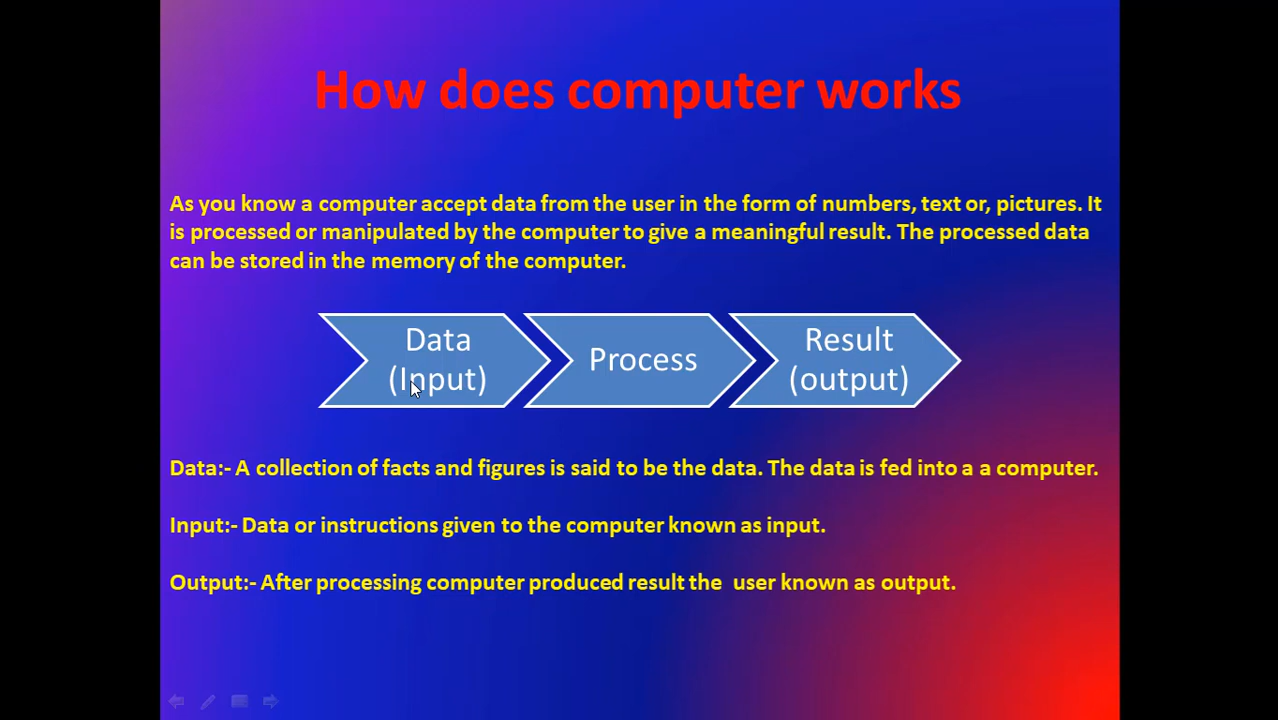 How does computer works
As you know a computer accept data from the user in the form of numbers, text or, pictures. It
is processed or manipulated by the computer to give a meaningful result. The processed data
can be stored in the memory of the computer.
Data
(Input)
Process
Result
(output)
Data:- A collection of facts and figures is said to be the data. The data is fed into a a computer.
Input:- Data or instructions given to the computer known as input.
Output:- After processing computer produced result the  user known as output.